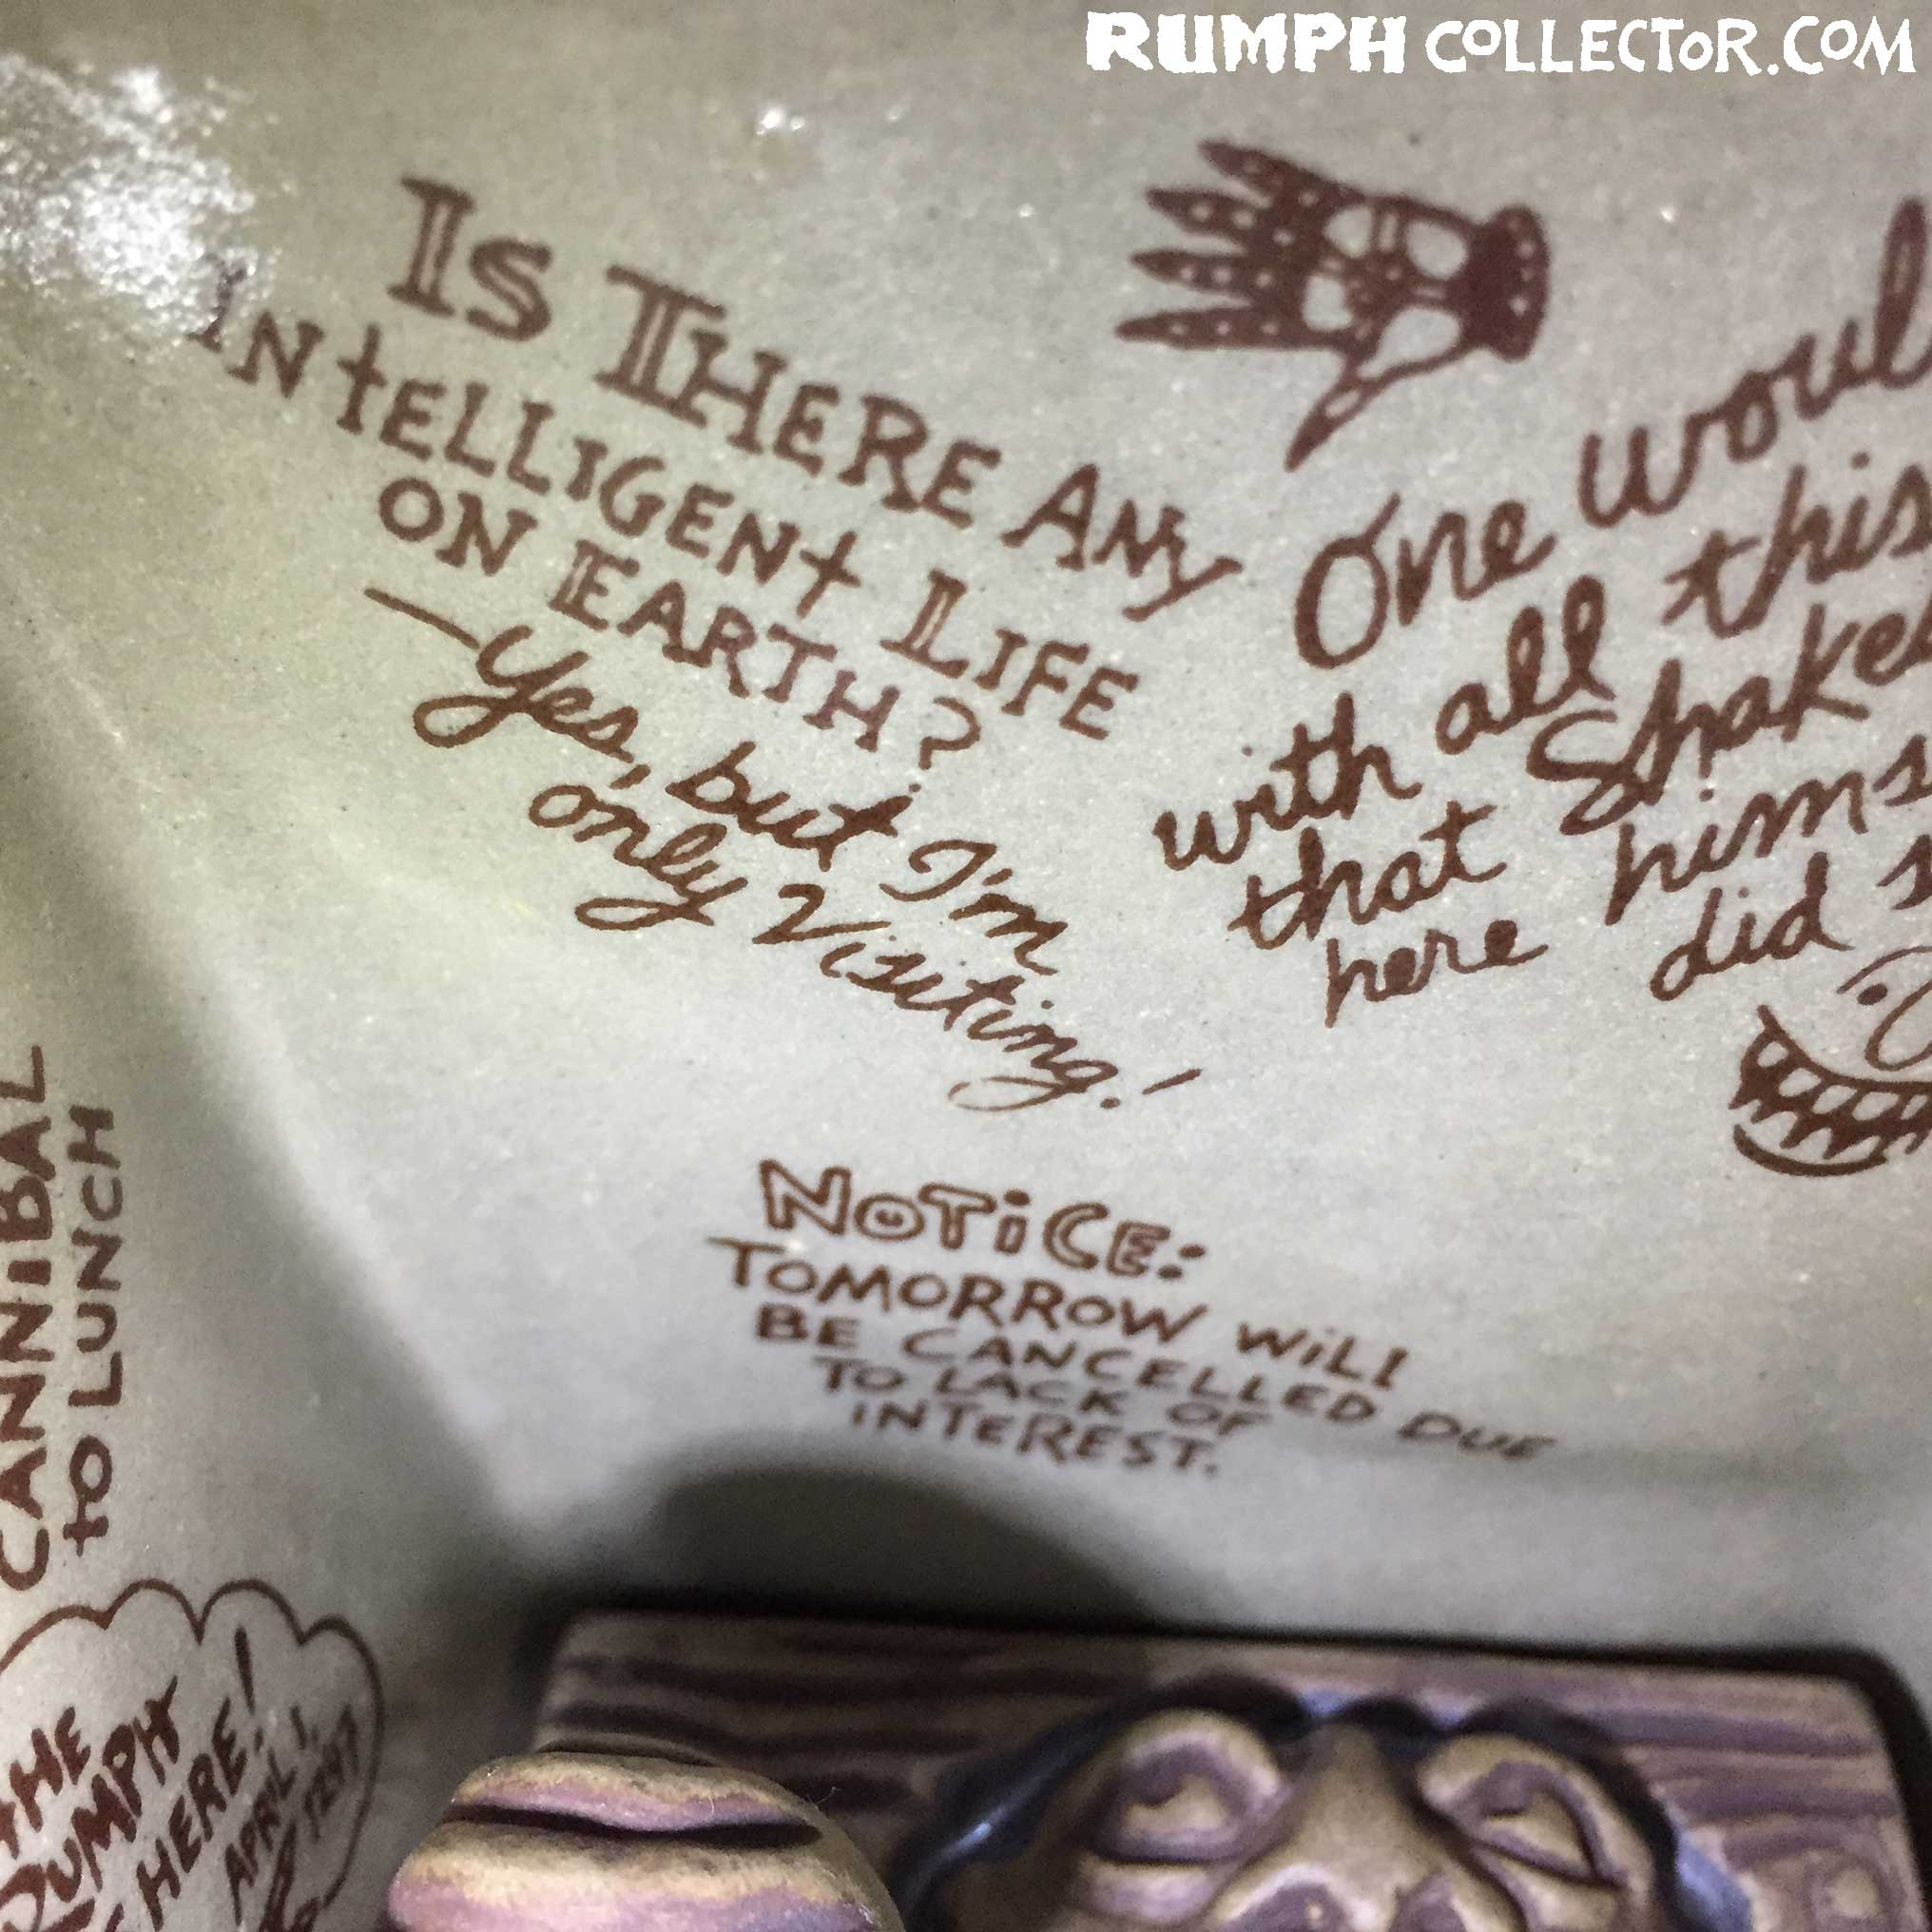 RUMPH COLLECTOR.COM
IS THERE ANY
INTELLIGENT LIFE
ON EARTH?
—Yes, but I'm
only Visiting!
One would
with all this
that Shake
here hims
did s
NOTICE:
TOMORROW WILL
BE CANCELLED DUE
TO LACK OF
INTEREST.
CANNIBAL
TO LUNCH
THE
RUMPH
HERE!
APRIL 1,